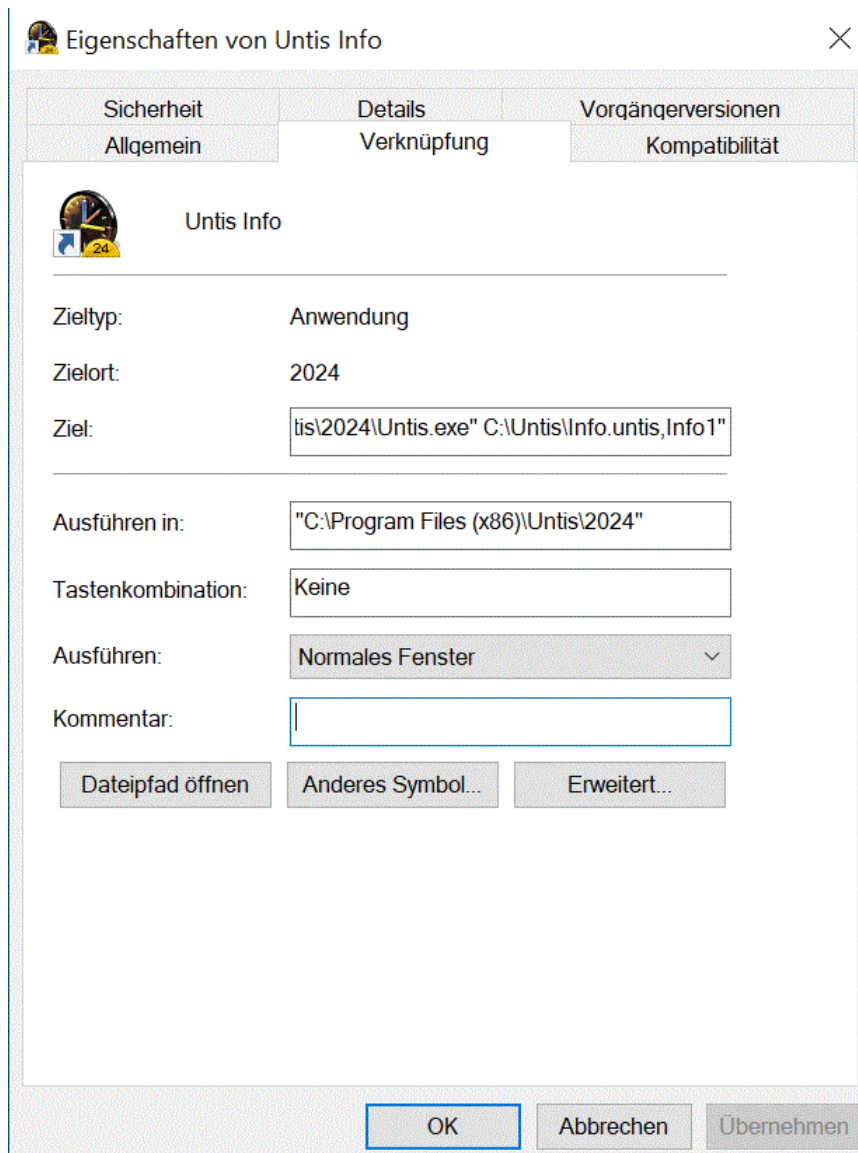 Eigenschaften von Untis Info
Sicherheit Details Vorgängerversionen
Allgemein Verknüpfung Kompatibilität
24
Untis Info
Zieltyp: Anwendung
Zielort: 2024
Ziel: tis\2024\Untis.exe" C:\Untis\Info.untis,Info1"
Ausführen in: "C:\Program Files (x86)\Untis\2024"
Tastenkombination: Keine
Ausführen: Normales Fenster
Kommentar:
Dateipfad öffnen Anderes Symbol... Erweitert...
OK Abbrechen Übernehmen